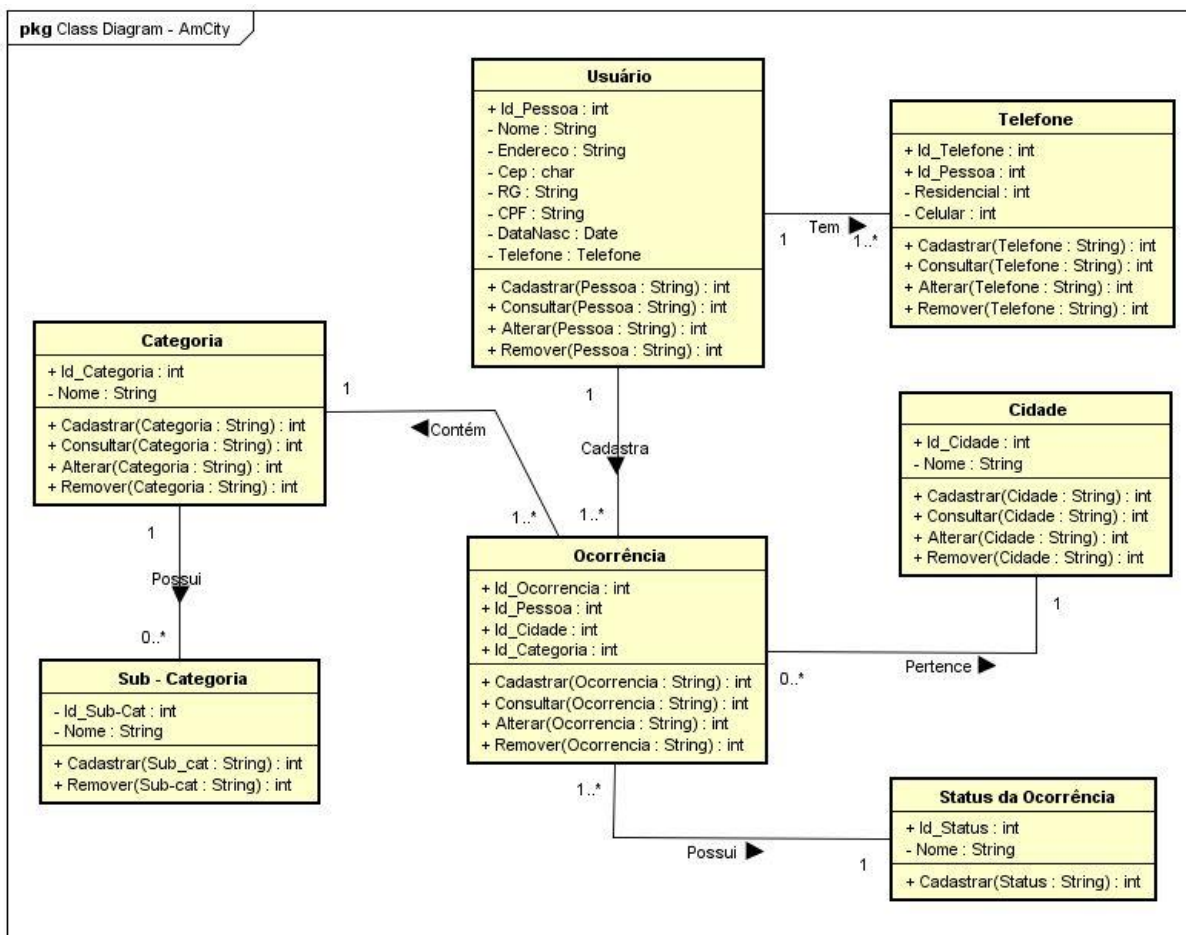 pkg Class Diagram - AmCity
Usuário
+ Id_Pessoa : int
- Nome : String
- Endereco : String
- Cep : char
- RG : String
- CPF : String
- DataNasc : Date
- Telefone : Telefone
+ Cadastrar(Pessoa : String) : int
+ Consultar(Pessoa : String) : int
+ Alterar(Pessoa : String) : int
+ Remover(Pessoa : String) : int
1
Tem
1..*
Telefone
+ Id_Telefone : int
+ Id_Pessoa : int
- Residencial : int
- Celular : int
+ Cadastrar(Telefone : String) : int
+ Consultar(Telefone : String) : int
+ Alterar(Telefone : String) : int
+ Remover(Telefone : String) : int
Categoria
+ Id_Categoria : int
- Nome : String
+ Cadastrar(Categoria : String) : int
+ Consultar(Categoria : String) : int
+ Alterar(Categoria : String) : int
+ Remover(Categoria : String) : int
1
Contém
1..*
1
Cadastra
1..*
Cidade
+ Id_Cidade : int
- Nome : String
+ Cadastrar(Cidade : String) : int
+ Consultar(Cidade : String) : int
+ Alterar(Cidade : String) : int
+ Remover(Cidade : String) : int
1
Possui
0..*
Ocorrência
+ Id_Ocorrencia : int
+ Id_Pessoa : int
+ Id_Cidade : int
+ Id_Categoria : int
+ Cadastrar(Ocorrencia : String) : int
+ Consultar(Ocorrencia : String) : int
+ Alterar(Ocorrencia : String) : int
+ Remover(Ocorrencia : String) : int
0..*
Pertence
1
Sub - Categoria
- Id_Sub-Cat : int
- Nome : String
+ Cadastrar(Sub_cat : String) : int
+ Remover(Sub-cat : String) : int
1..*
Possui
1
Status da Ocorrência
+ Id_Status : int
- Nome : String
+ Cadastrar(Status : String) : int